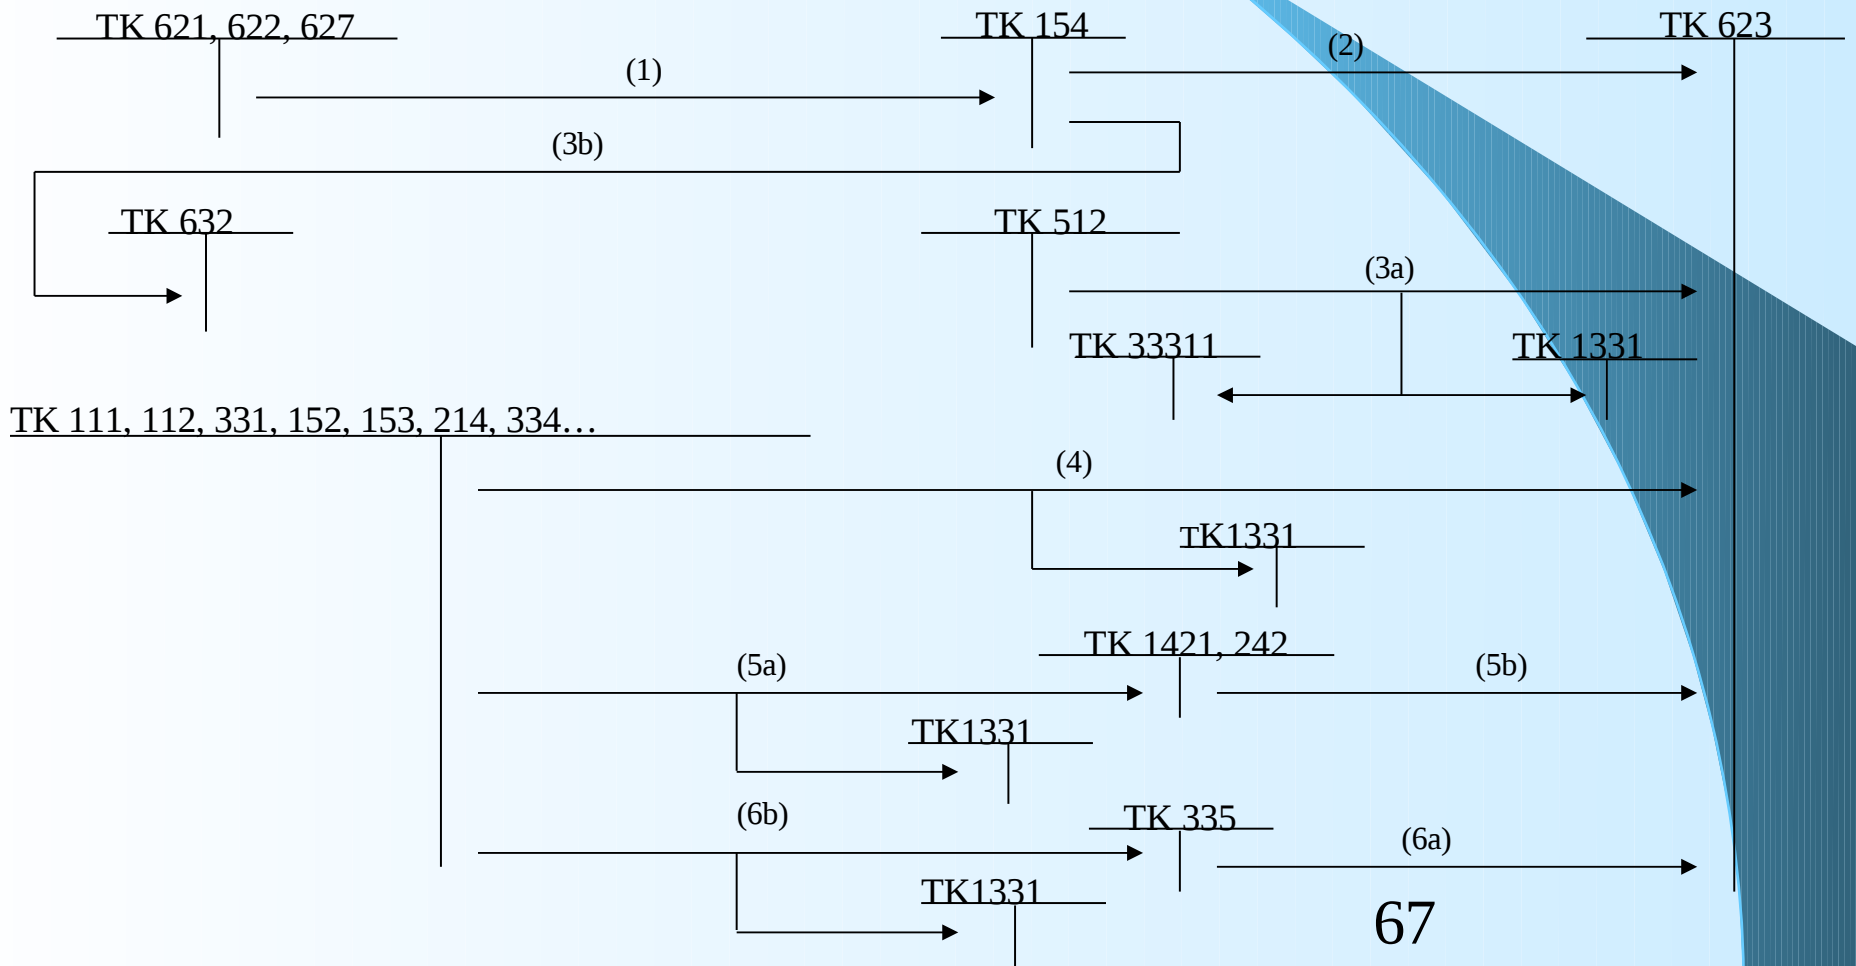 TK 621, 622, 627
TK 154
TK 623
(1)
(2)
(3b)
TK 632
TK 512
(3a)
TK 33311
TK 1331
TK 111, 112, 331, 152, 153, 214, 334…
(4)
TK1331
TK 1421, 242
(5a)
(5b)
TK1331
(6b)
TK 335
(6a)
TK1331
67